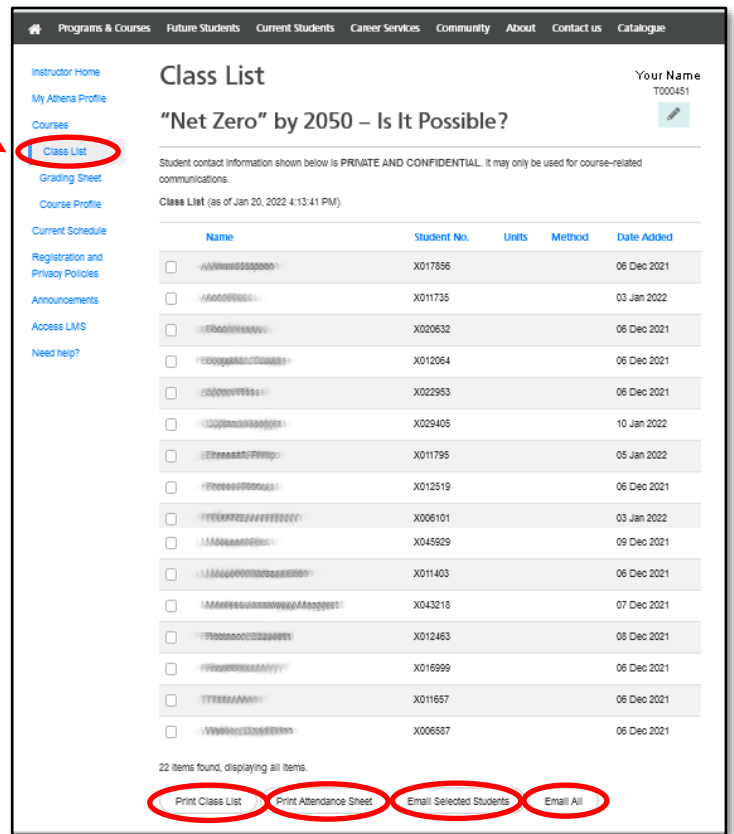 Programs & Courses Future Students Current Students Career Services Community About Contact us Catalogue
Instructor Home
My Athena Profile
Courses
Class List
Grading Sheet
Course Profile
Current Schedule
Registration and
Privacy Policies
Announcements
Access LMS
Need help?
Class List
Your Name
T000451
“Net Zero” by 2050 – Is It Possible?
Student contact information shown below is PRIVATE AND CONFIDENTIAL. It may only be used for course-related
communications.
Class List (as of Jan 20, 2022 4:13:41 PM)
Name Student No. Units Method Date Added
X017856 06 Dec 2021
X011735 03 Jan 2022
X020632 06 Dec 2021
X012064 06 Dec 2021
X022953 06 Dec 2021
X029405 10 Jan 2022
X011795 05 Jan 2022
X012519 06 Dec 2021
X006101 03 Jan 2022
X045929 09 Dec 2021
X011403 06 Dec 2021
X043218 07 Dec 2021
X012463 08 Dec 2021
X016999 06 Dec 2021
X011657 06 Dec 2021
X006587 06 Dec 2021
22 items found, displaying all items.
Print Class List Print Attendance Sheet Email Selected Students Email All